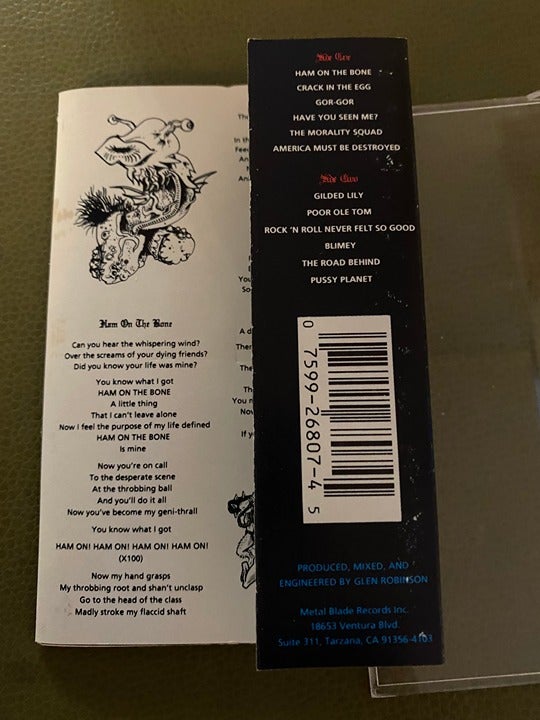 Ham On The Bone
Can you hear the whispering wind?
Over the screams of your dying friends?
Did you know your life was mine?
You know what I got
HAM ON THE BONE
A little thing
That I can't leave alone
Now I feel the purpose of my life defined
HAM ON THE BONE
Is mine
Now you're on call
To the desperate scene
At the throbbing ball
And you'll do it all
Now you've become my geni-thrall
You know what I got
HAM ON! HAM ON! HAM ON! HAM ON!
(X100)
Now my hand grasps
My throbbing root and shan't unclasp
Go to the head of the class
Madly stroke my flaccid shaft
Side One
HAM ON THE BONE
CRACK IN THE EGG
GOR-GOR
HAVE YOU SEEN ME?
THE MORALITY SQUAD
AMERICA MUST BE DESTROYED
Side Two
GILDED LILY
POOR OLE TOM
ROCK 'N ROLL NEVER FELT SO GOOD
BLIMEY
THE ROAD BEHIND
PUSSY PLANET
0 7599-26807-4 5
PRODUCED, MIXED, AND
ENGINEERED BY GLEN ROBINSON
Metal Blade Records Inc.
18653 Ventura Blvd.
Suite 311, Tarzana, CA 91356-4103